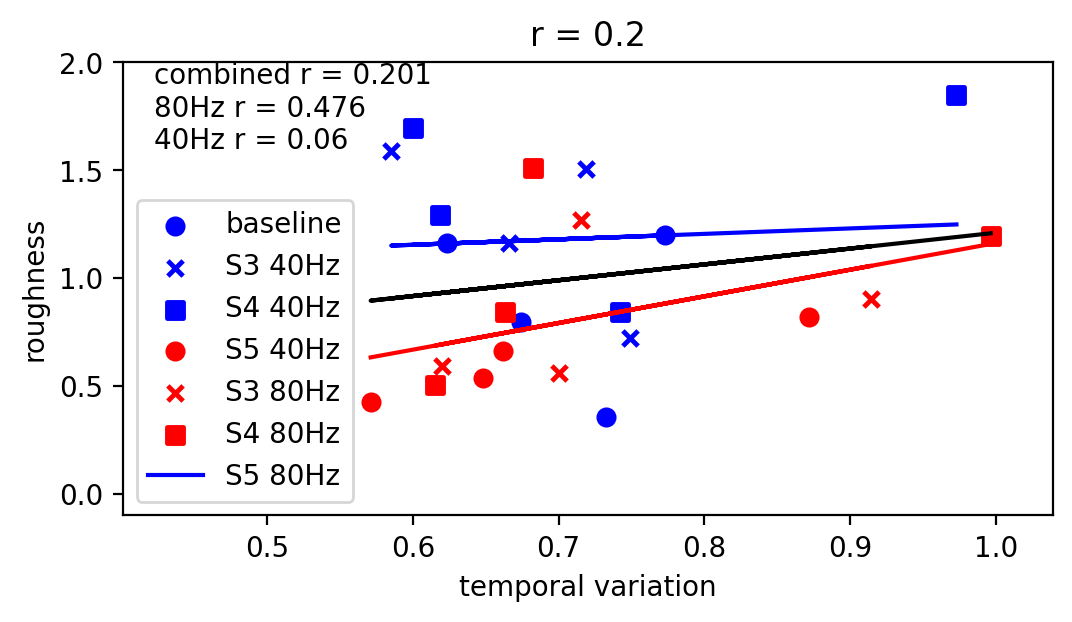 r = 0.2
combined r = 0.201
80Hz r = 0.476
40Hz r = 0.06
baseline
S3 40Hz
S4 40Hz
S5 40Hz
S3 80Hz
S4 80Hz
S5 80Hz
roughness
2.0
1.5
1.0
0.5
0.0
0.5 0.6 0.7 0.8 0.9 1.0
temporal variation